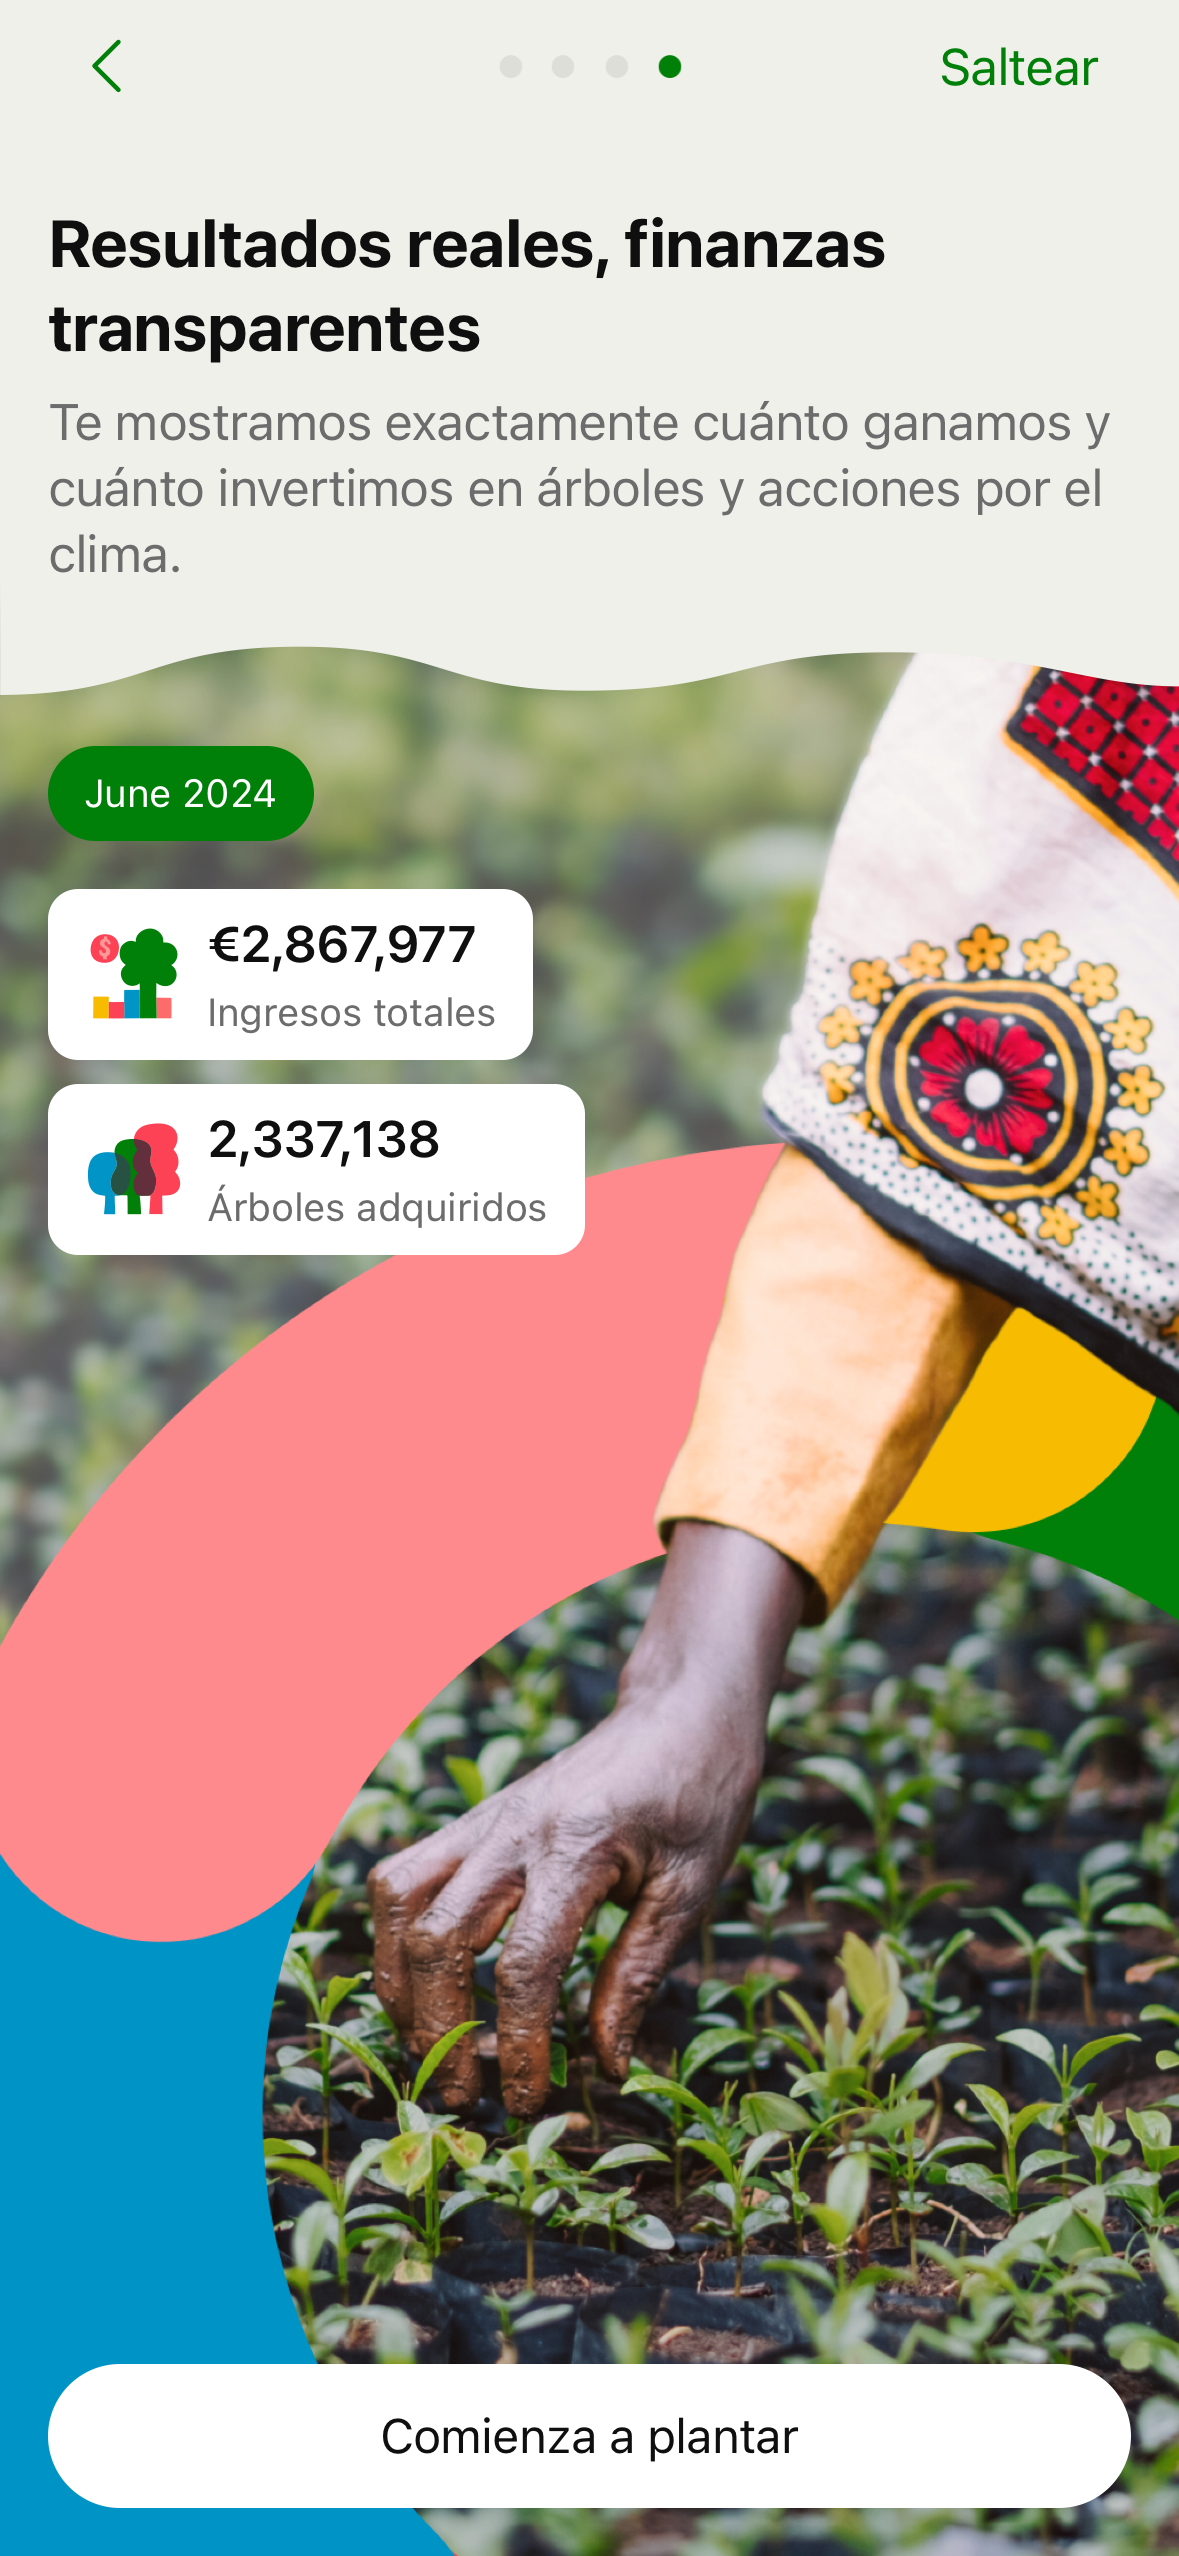 Saltear
Resultados reales, finanzas
transparentes
Te mostramos exactamente cuánto ganamos y
cuánto invertimos en árboles y acciones por el
clima.
June 2024
$
€2,867,977
Ingresos totales
2,337,138
Árboles adquiridos
Comienza a plantar